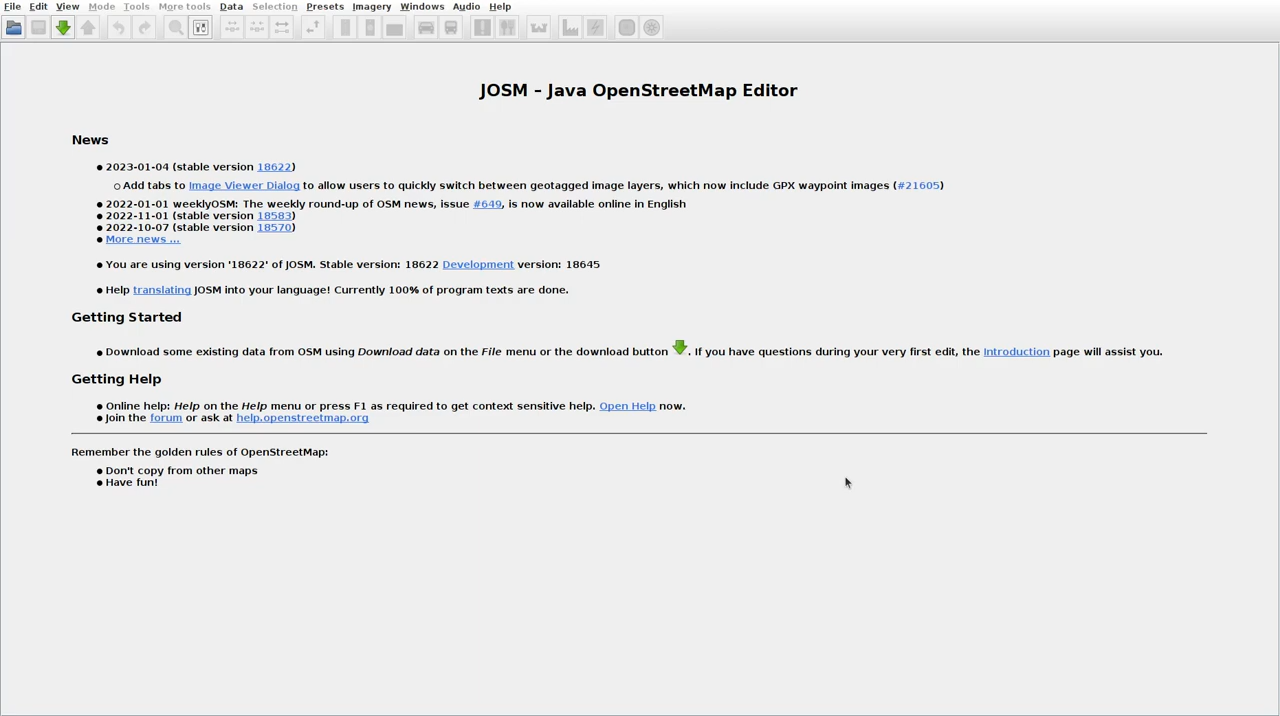 File Edit View Mode Tools More tools Data Selection Presets Imagery Windows Audio Help
JOSM – Java OpenStreetMap Editor
News
2023-01-04 (stable version 18622)
Add tabs to Image Viewer Dialog to allow users to quickly switch between geotagged image layers, which now include GPX waypoint images (#21605)
2022-01-01 weeklyOSM: The weekly round-up of OSM news, issue #649, is now available online in English
2022-11-01 (stable version 18583)
2022-10-07 (stable version 18570)
More news ...
You are using version '18622' of JOSM. Stable version: 18622 Development version: 18645
Help translating JOSM into your language! Currently 100% of program texts are done.
Getting Started
Download some existing data from OSM using Download data on the File menu or the download button . If you have questions during your very first edit, the Introduction page will assist you.
Getting Help
Online help: Help on the Help menu or press F1 as required to get context sensitive help. Open Help now.
Join the forum or ask at help.openstreetmap.org
Remember the golden rules of OpenStreetMap:
Don't copy from other maps
Have fun!